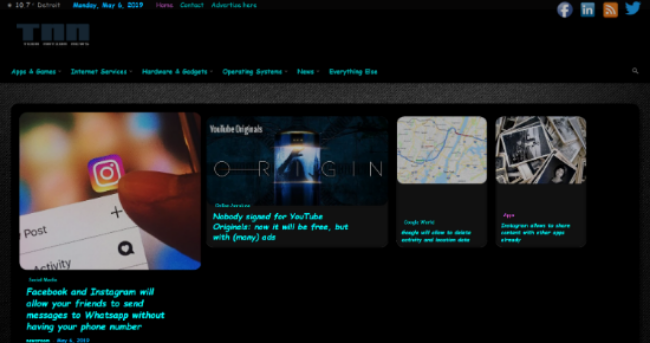 10.7 Detroit Monday, May 6, 2019 Home Contact Advertise here
TNN
Apps & Games Internet Services Hardware & Gadgets Operating Systems News Everything Else
YouTube Originals
ORIGIN
Post
Activity
Online Services
Nobody signed for YouTube
Originals: now it will be free, but
with (many) ads
Google World
Google will allow to delete
activity and location data
Apps
Instagram allows to share
content with other apps
already
Social Media
Facebook and Instagram will
allow your friends to send
messages to Whatsapp without
having your phone number
May 6, 2019